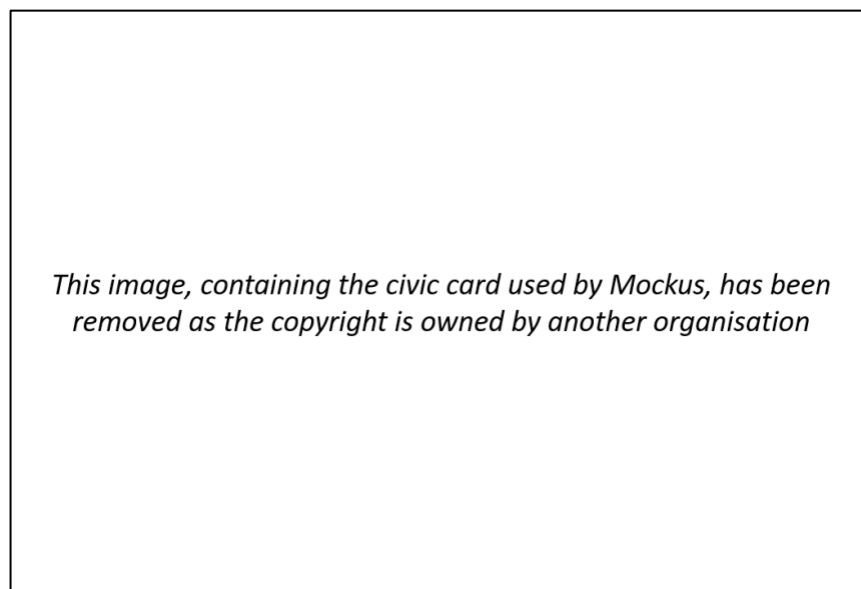 This image, containing the civic card used by Mockus, has been
removed as the copyright is owned by another organisation